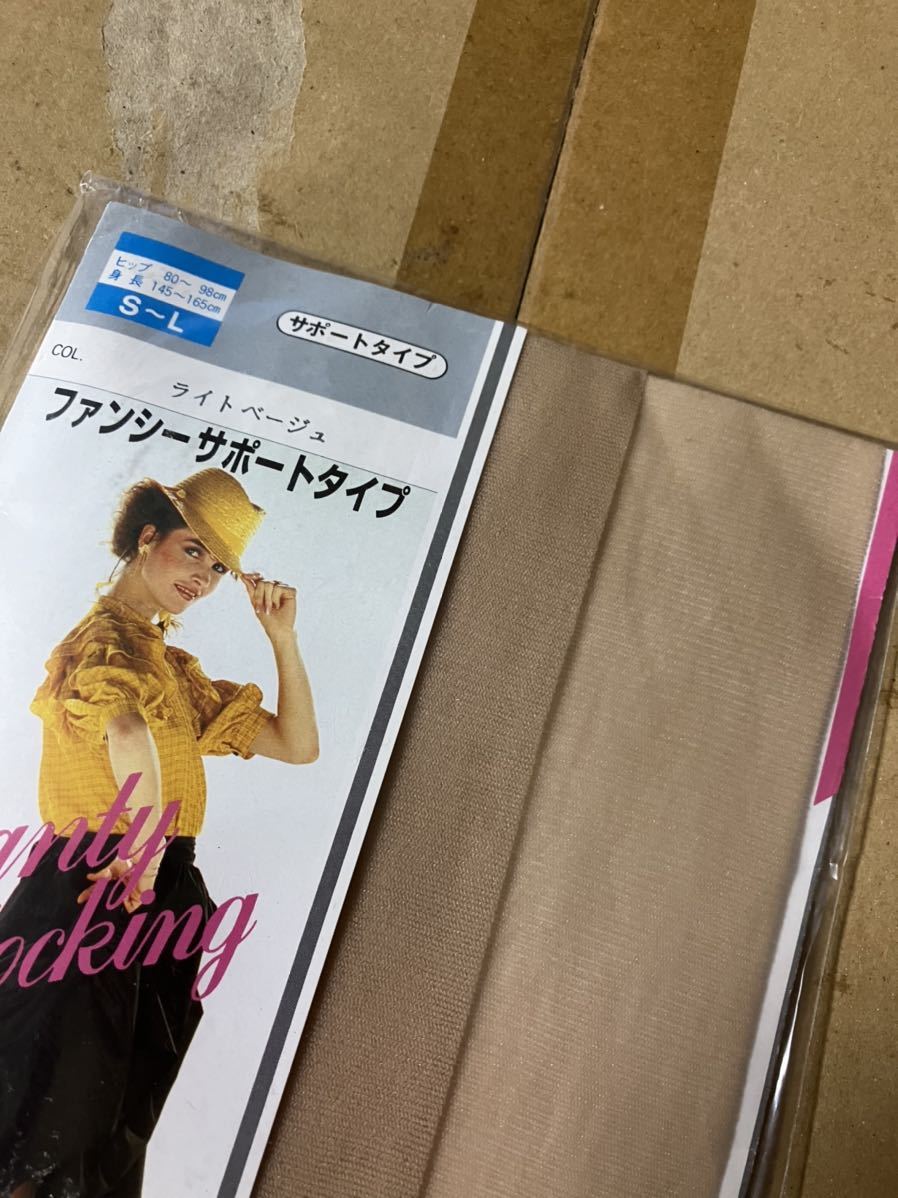 ヒップ 80～ 98cm
身長 145～165cm
S～L
サポートタイプ
COL.
ライトベージュ
ファンシーサポートタイプ
anty
ocking